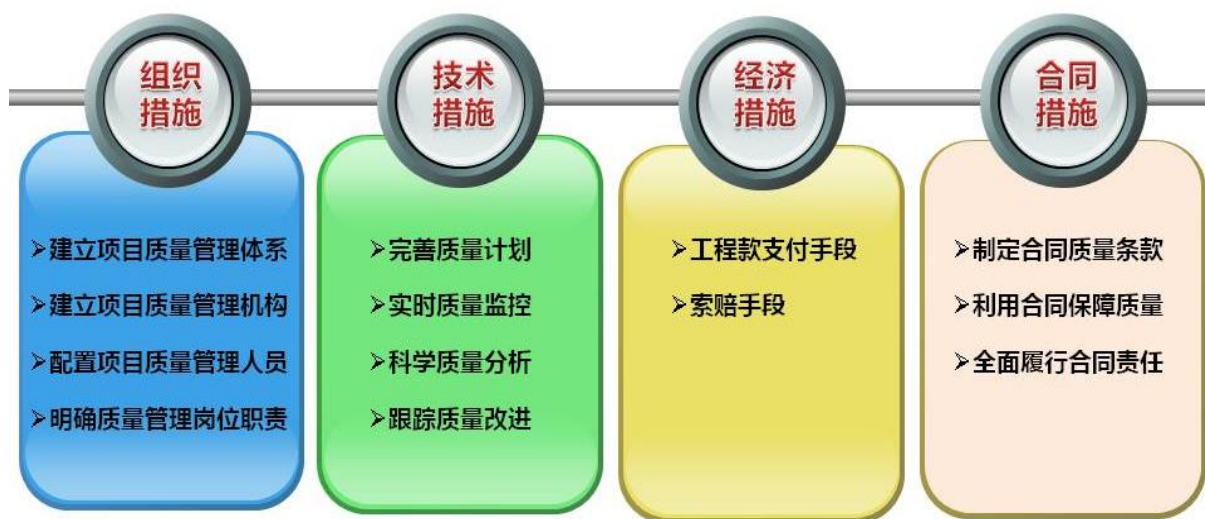 组织
措施
建立项目质量管理体系
建立项目质量管理机构
配置项目质量管理人员
明确质量管理岗位职责
技术
措施
完善质量计划
实时质量监控
科学质量分析
跟踪质量改进
经济
措施
工程款支付手段
索赔手段
合同
措施
制定合同质量条款
利用合同保障质量
全面履行合同责任